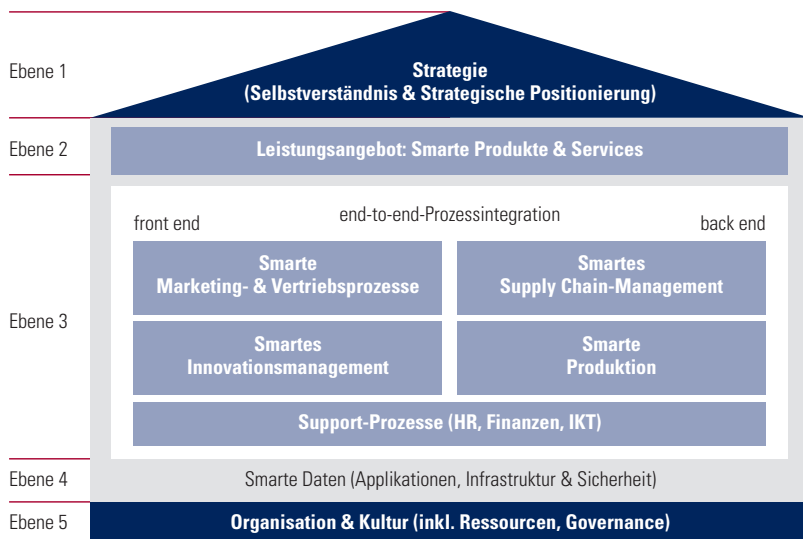 Ebene 1
Strategie
(Selbstverständnis & Strategische Positionierung)
Ebene 2
Leistungsangebot: Smarte Produkte & Services
Ebene 3
front end
end-to-end-Prozessintegration
back end
Smarte
Marketing- & Vertriebsprozesse
Smartes
Supply Chain-Management
Smartes
Innovationsmanagement
Smarte
Produktion
Support-Prozesse (HR, Finanzen, IKT)
Ebene 4
Smarte Daten (Applikationen, Infrastruktur & Sicherheit)
Ebene 5
Organisation & Kultur (inkl. Ressourcen, Governance)